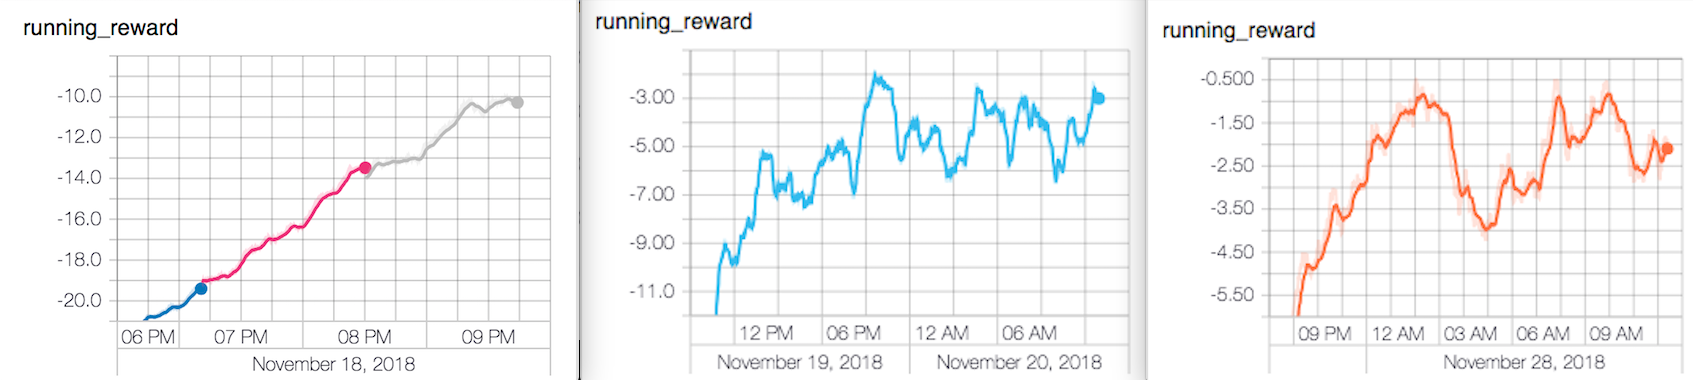 running_reward
-10.0
-12.0
-14.0
-16.0
-18.0
-20.0
06 PM 07 PM 08 PM 09 PM
November 18, 2018
running_reward
-3.00
-5.00
-7.00
-9.00
-11.0
12 PM 06 PM 12 AM 06 AM
November 19, 2018 November 20, 2018
running_reward
-0.500
-1.50
-2.50
-3.50
-4.50
-5.50
09 PM 12 AM 03 AM 06 AM 09 AM
November 28, 2018